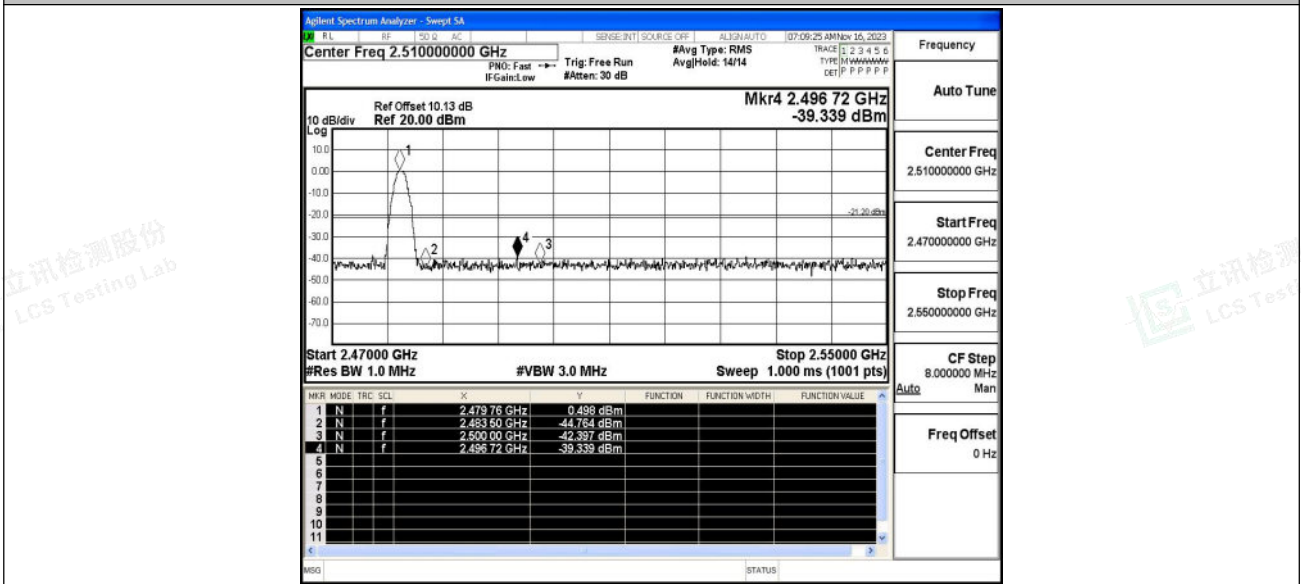 Agilent Spectrum Analyzer - Swept SA
RL RF 50 Ω AC SENSE:INT SOURCE OFF ALIGN AUTO 07:09:25 AM Nov 16, 2023
Center Freq 2.510000000 GHz #Avg Type: RMS TRACE 1 2 3 4 5 6
PNO: Fast Trig: Free Run Avg|Hold: 14/14 TYPE M W W W W W
IFGain:Low #Atten: 30 dB DET P P P P P P
Ref Offset 10.13 dB Mkr4 2.496 72 GHz
10 dB/div Ref 20.00 dBm -39.339 dBm
Log
10.0
0.00
-10.0
-20.0
-30.0
-40.0
-50.0
-60.0
-70.0
1
2
4
3
-21.20 dBm
Start 2.47000 GHz Stop 2.55000 GHz
#Res BW 1.0 MHz #VBW 3.0 MHz Sweep 1.000 ms (1001 pts)
MKR MODE TRC SCL X Y FUNCTION FUNCTION WIDTH FUNCTION VALUE
1 N f 2.479 76 GHz 0.498 dBm
2 N f 2.483 50 GHz -44.764 dBm
3 N f 2.500 00 GHz -42.397 dBm
4 N f 2.496 72 GHz -39.339 dBm
5
6
7
8
9
10
11
MSG STATUS
Frequency
Auto Tune
Center Freq
2.510000000 GHz
Start Freq
2.470000000 GHz
Stop Freq
2.550000000 GHz
CF Step
8.000000 MHz
Auto Man
Freq Offset
0 Hz
立讯检测股份
LCS Testing Lab
立讯检测
LCS Test